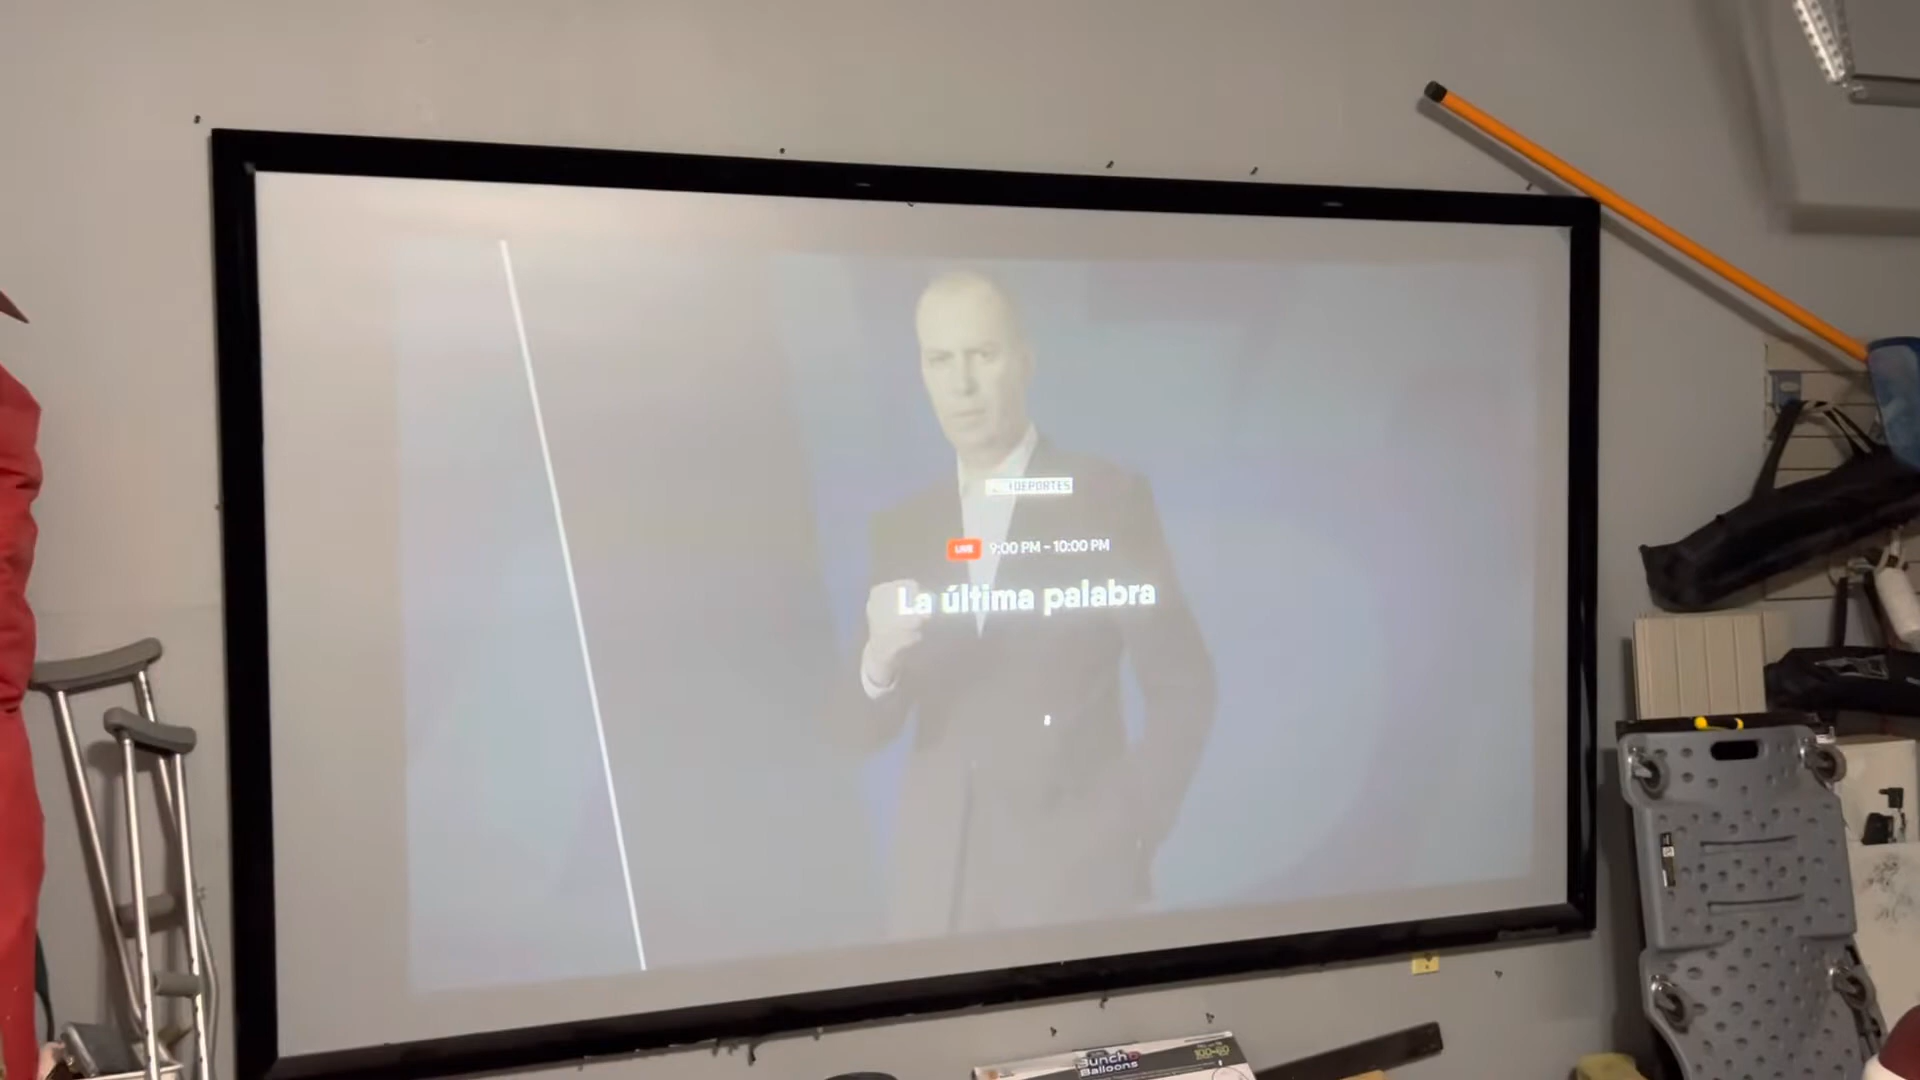 DEPORTES
LIVE 9:00 PM - 10:00 PM
La última palabra
Bunch O
Balloons